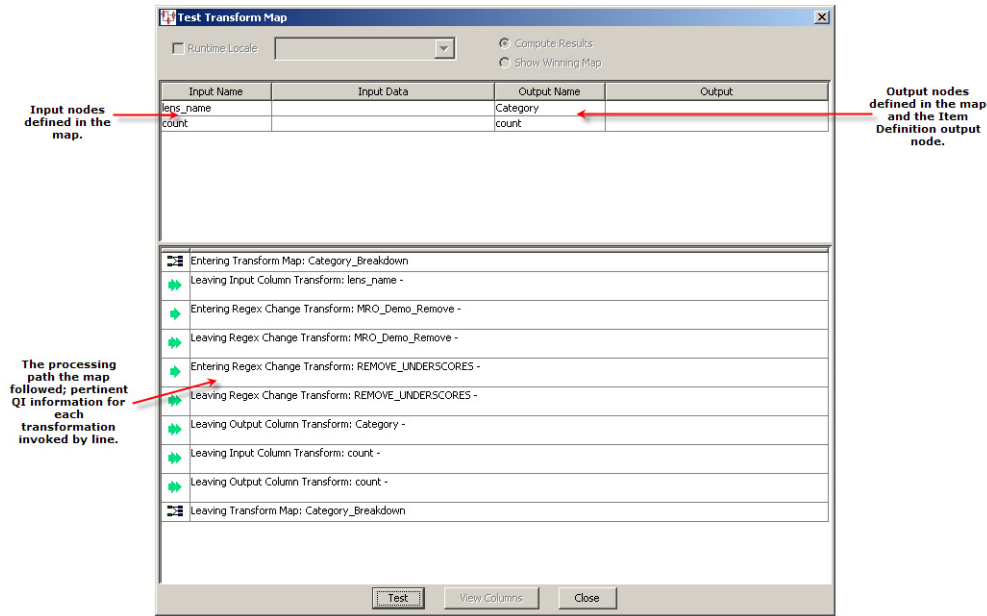 Test Transform Map
Runtime Locale
Compute Results
Show Winning Map
Input Name Input Data Output Name Output
lens_name Category
count count
Input nodes
defined in the
map.
Output nodes
defined in the map
and the Item
Definition output
node.
Entering Transform Map: Category_Breakdown
Leaving Input Column Transform: lens_name -
Entering Regex Change Transform: MRO_Demo_Remove -
Leaving Regex Change Transform: MRO_Demo_Remove -
Entering Regex Change Transform: REMOVE_UNDERSCORES -
Leaving Regex Change Transform: REMOVE_UNDERSCORES -
Leaving Output Column Transform: Category -
Leaving Input Column Transform: count -
Leaving Output Column Transform: count -
Leaving Transform Map: Category_Breakdown
The processing
path the map
followed; pertinent
QI information for
each
transformation
invoked by line.
Test View Columns Close